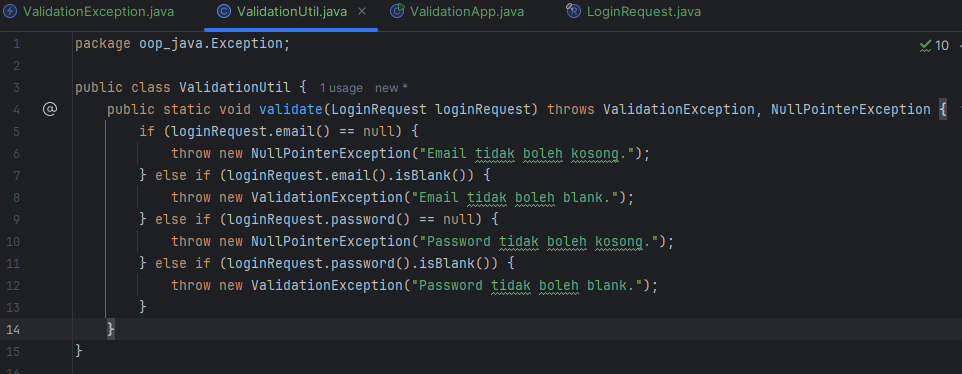 ValidationException.java ValidationUtil.java ValidationApp.java LoginRequest.java
1 package oop_java.Exception; 10
2
3 public class ValidationUtil { 1 usage new *
4 public static void validate(LoginRequest loginRequest) throws ValidationException, NullPointerException {
5 if (loginRequest.email() == null) {
6 throw new NullPointerException("Email tidak boleh kosong.");
7 } else if (loginRequest.email().isBlank()) {
8 throw new ValidationException("Email tidak boleh blank.");
9 } else if (loginRequest.password() == null) {
10 throw new NullPointerException("Password tidak boleh kosong.");
11 } else if (loginRequest.password().isBlank()) {
12 throw new ValidationException("Password tidak boleh blank.");
13 }
14 }
15 }
16